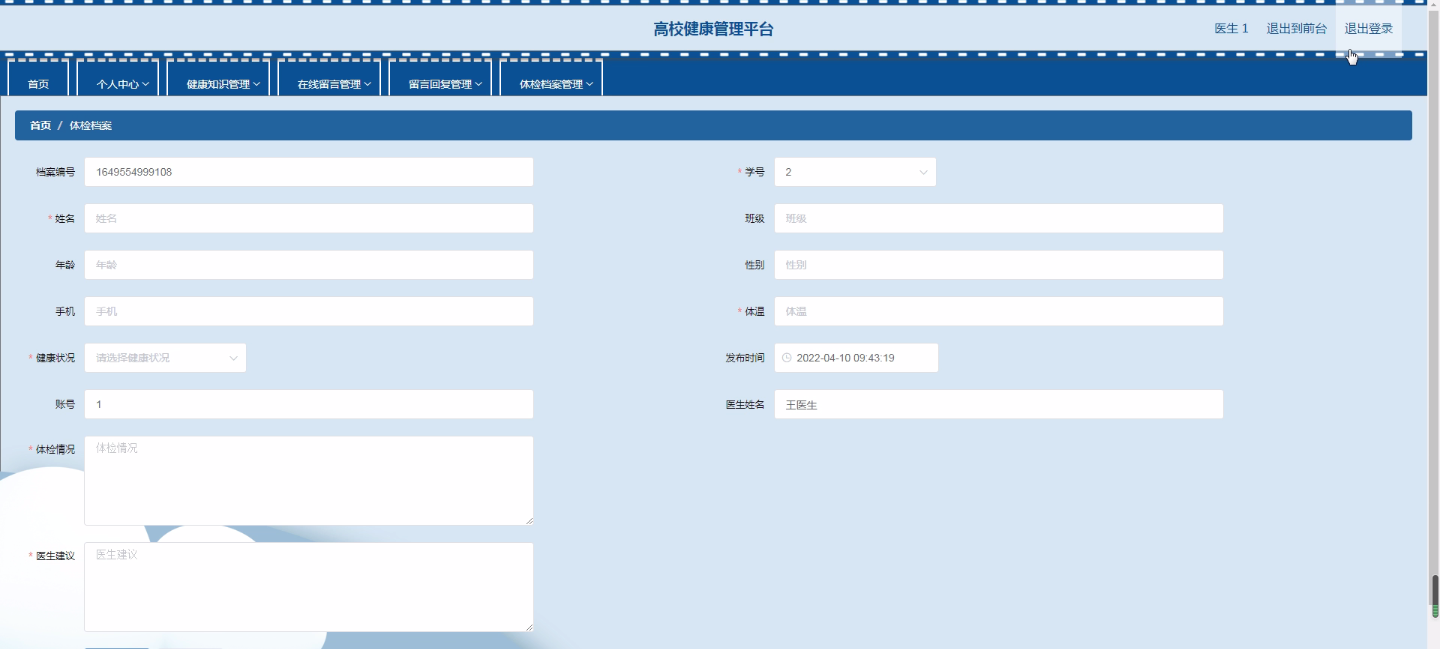 高校健康管理平台
医生 1 退出到前台 退出登录
首页 个人中心 健康知识管理 在线留言管理 留言回复管理 体检档案管理
首页 / 体检档案
档案编号 1649554999108 * 学号 2
* 姓名 姓名 班级 班级
年龄 年龄 性别 性别
手机 手机 * 体温 体温
* 健康状况 请选择健康状况 发布时间 2022-04-10 09:43:19
账号 1 医生姓名 王医生
* 体检情况 体检情况
* 医生建议 医生建议